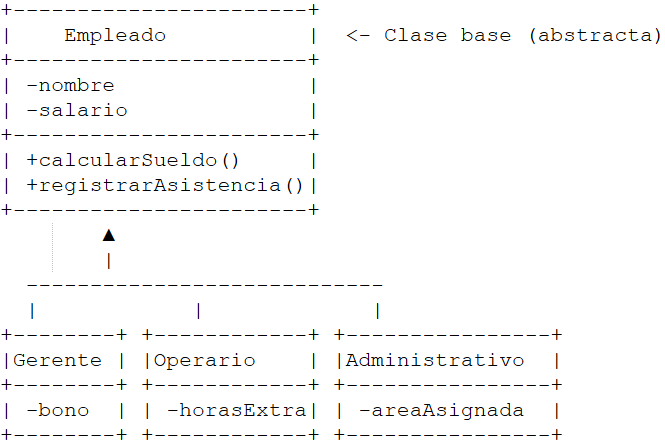 +-----------------------+
|    Empleado           |  <- Clase base (abstracta)
+-----------------------+
| -nombre               |
| -salario              |
+-----------------------+
| +calcularSueldo()     |
| +registrarAsistencia()|
+-----------------------+
        ▲
        |
  ----------------------------
  |            |             |
+--------+ +------------+ +----------------+
|Gerente | |Operario    | |Administrativo  |
+--------+ +------------+ +----------------+
| -bono  | | -horasExtra| | -areaAsignada  |
+--------+ +------------+ +----------------+